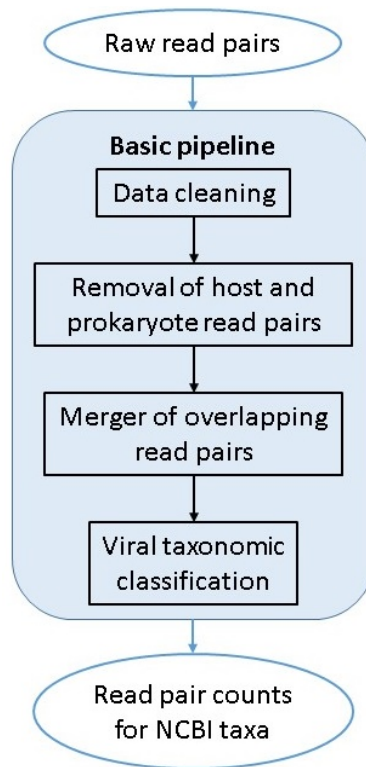 Raw read pairs
Basic pipeline
Data cleaning
Removal of host and
prokaryote read pairs
Merger of overlapping
read pairs
Viral taxonomic
classification
Read pair counts
for NCBI taxa